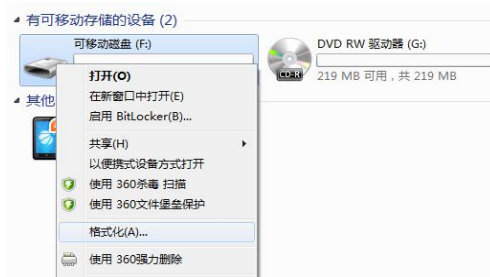 有可移动存储的设备 (2)
可移动磁盘 (F:)
DVD RW 驱动器 (G:)
CD-R
219 MB 可用，共 219 MB
打开(O)
在新窗口中打开(E)
启用 BitLocker(B)...
其他
共享(H)
以便携式设备方式打开
使用 360杀毒 扫描
使用 360文件堡垒保护
格式化(A)...
使用 360强力删除